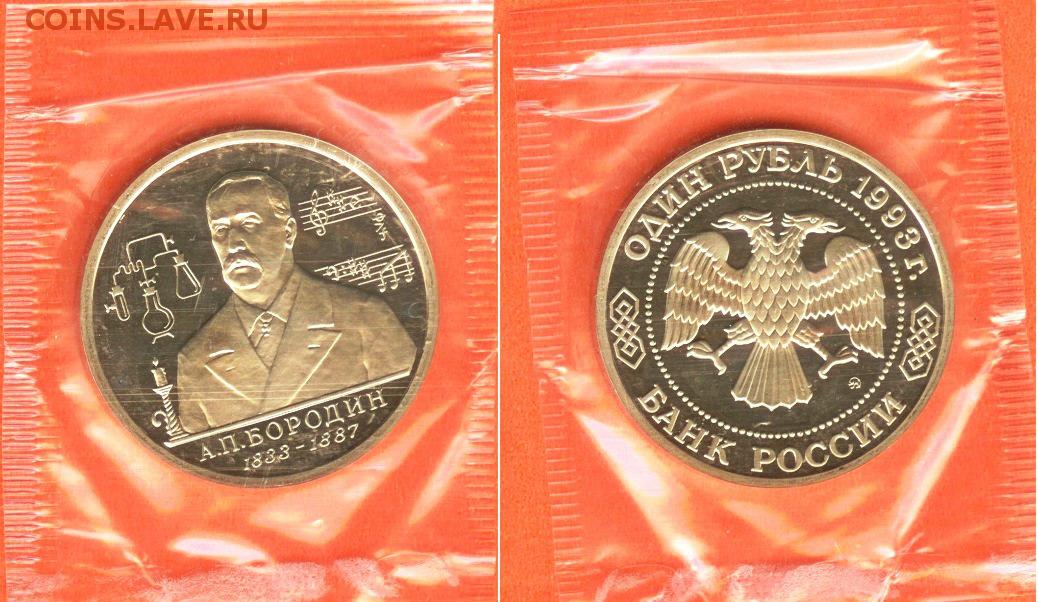 COINS.LAVE.RU
А.П.БОРОДИН
1833-1887
ОДИН РУБЛЬ 1993 г.
БАНК РОССИИ